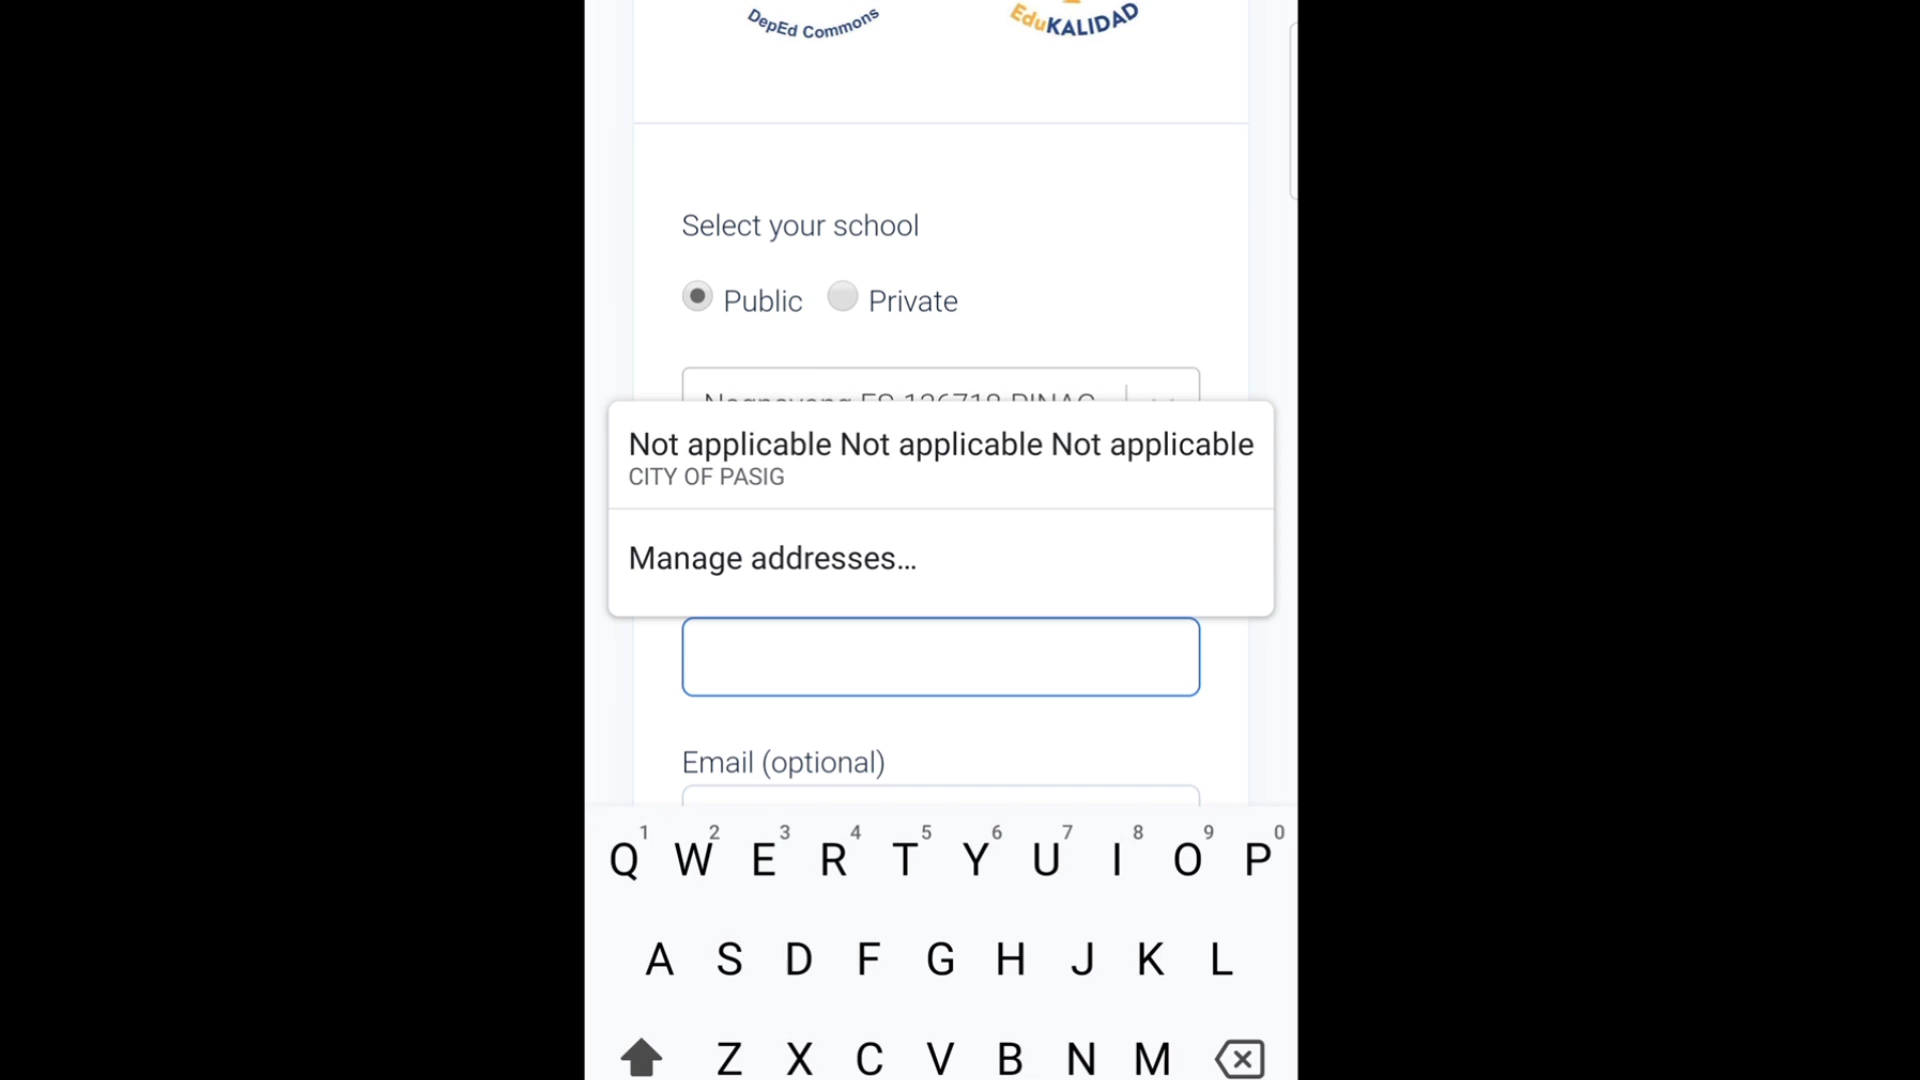 DepEd Commons
EduKALIDAD
Select your school
Public
Private
Not applicable Not applicable Not applicable
CITY OF PASIG
Manage addresses...
Email (optional)
1 2 3 4 5 6 7 8 9 0
Q W E R T Y U I O P
A S D F G H J K L
Z X C V B N M